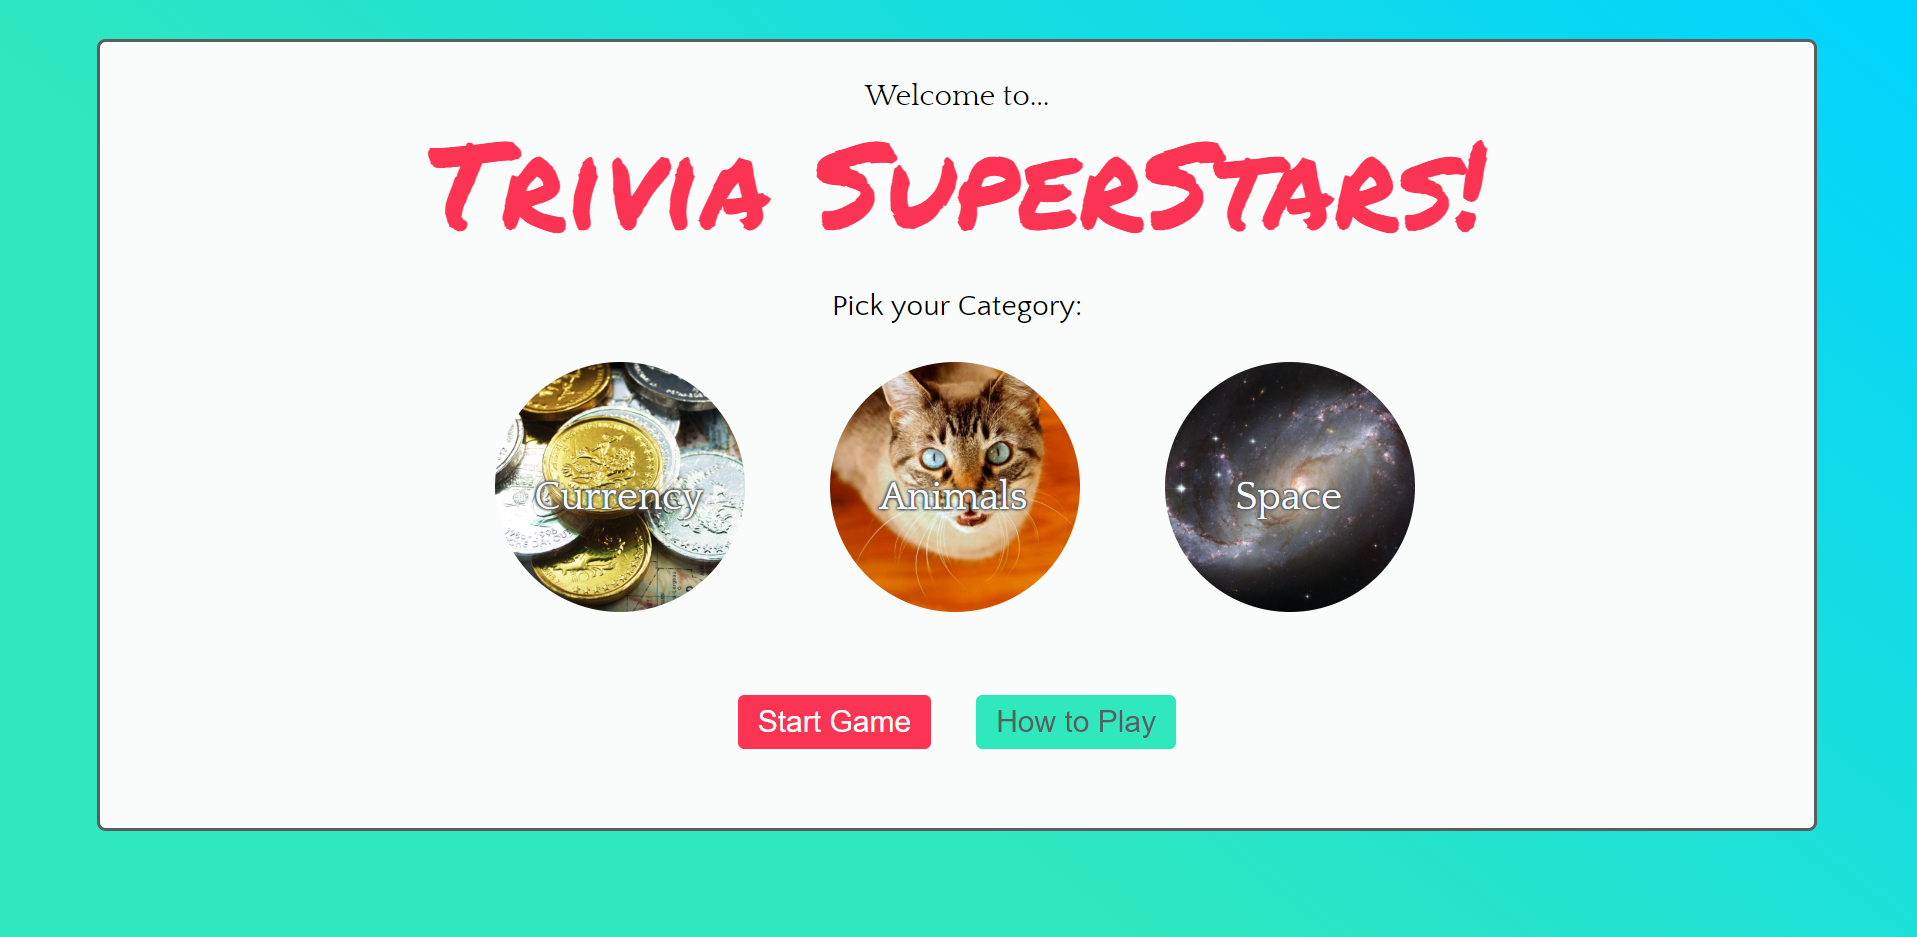 Welcome to...
Trivia SuperStars!
Pick your Category:
Currency
Animals
Space
Start Game
How to Play